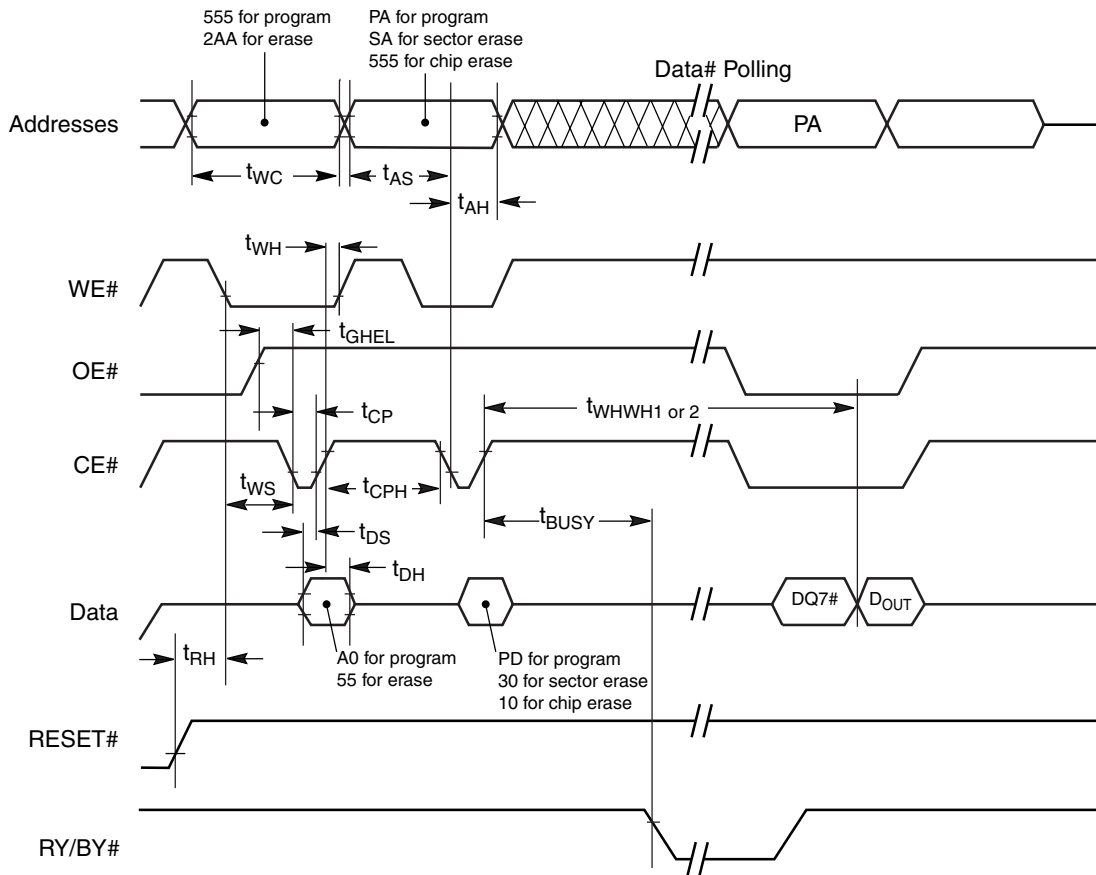 555 for program
2AA for erase
PA for program
SA for sector erase
555 for chip erase
Data# Polling
Addresses
PA
tWC
tAS
tAH
tWH
WE#
tGHEL
OE#
tCP
tWHWH1 or 2
CE#
tWS
tCPH
tBUSY
tDS
tDH
Data
DQ7#
DOUT
tRH
A0 for program
55 for erase
PD for program
30 for sector erase
10 for chip erase
RESET#
RY/BY#